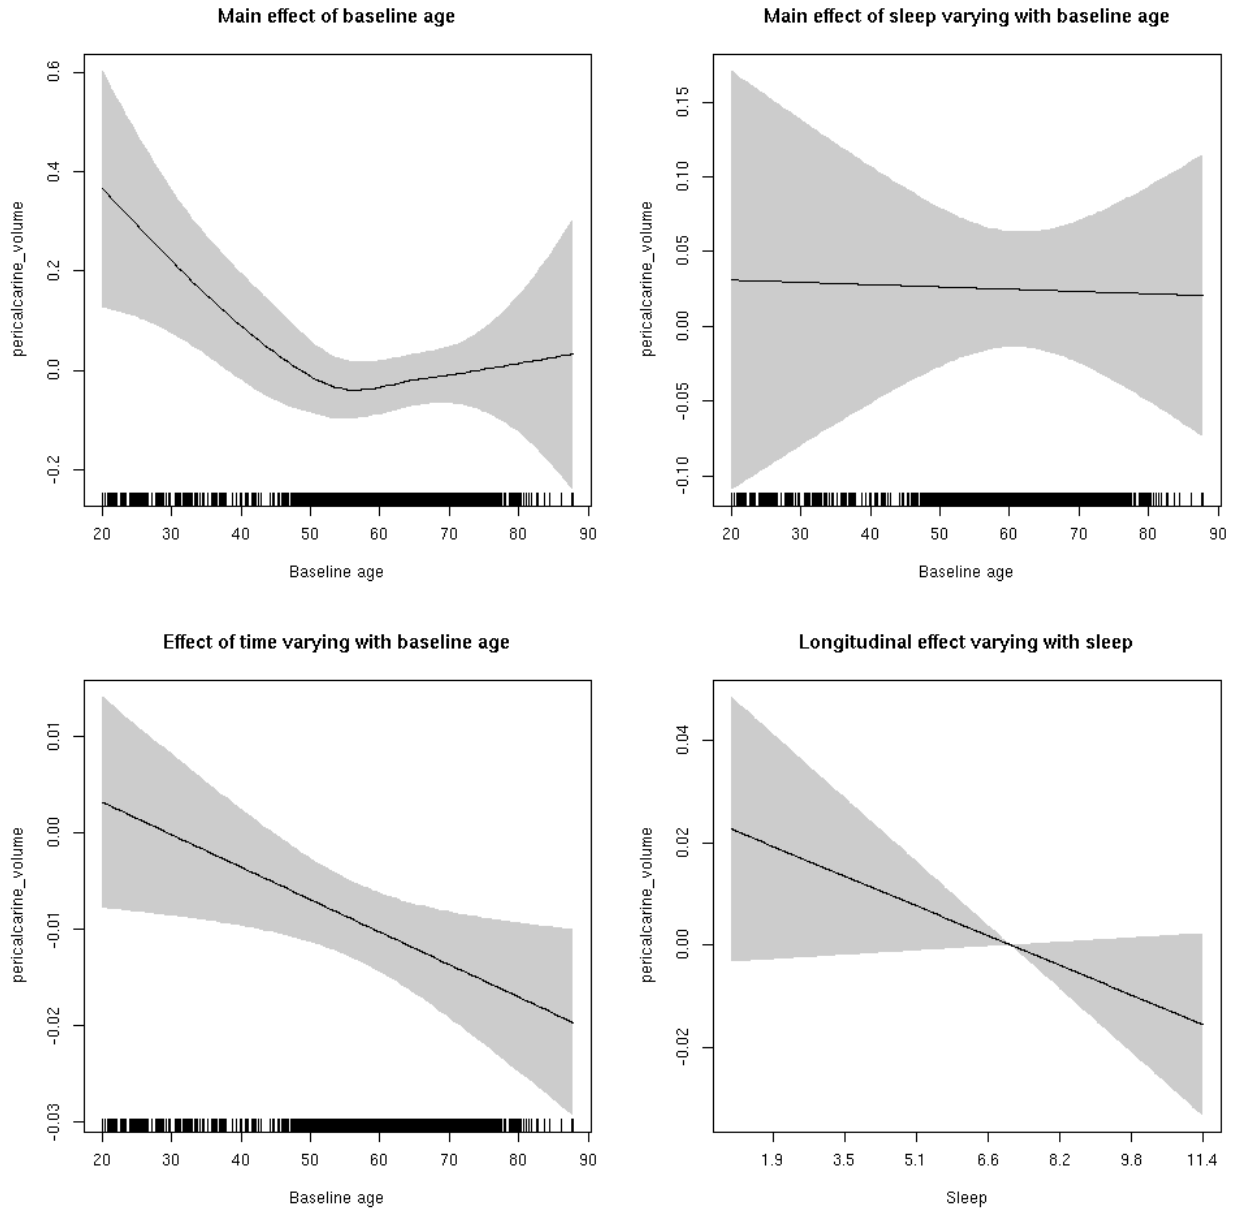 Main effect of baseline age
pericalcarine_volume
0.6
0.4
0.2
0.0
-0.2
20 30 40 50 60 70 80 90
Baseline age
Main effect of sleep varying with baseline age
pericalcarine_volume
0.15
0.10
0.05
0.00
-0.05
-0.10
20 30 40 50 60 70 80 90
Baseline age
Effect of time varying with baseline age
pericalcarine_volume
0.01
0.00
-0.01
-0.02
-0.03
20 30 40 50 60 70 80 90
Baseline age
Longitudinal effect varying with sleep
pericalcarine_volume
0.04
0.02
0.00
-0.02
1.9 3.5 5.1 6.6 8.2 9.8 11.4
Sleep